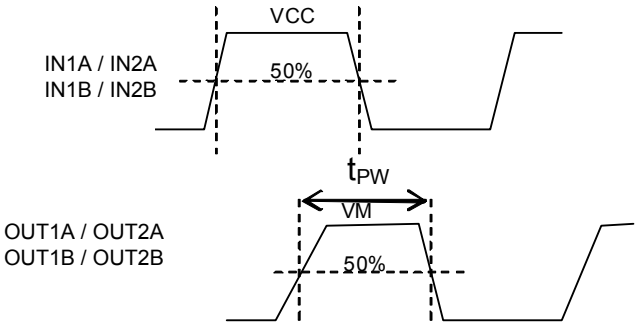 VCC
IN1A / IN2A
IN1B / IN2B
50%
tPW
VM
OUT1A / OUT2A
OUT1B / OUT2B
50%